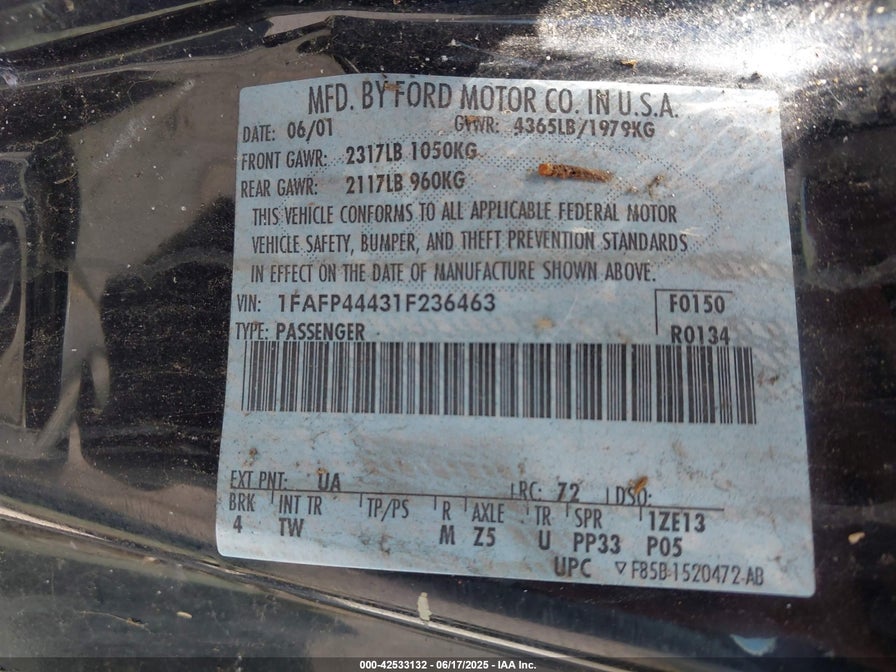 MFD. BY FORD MOTOR CO. IN U.S.A.
DATE: 06/01 GVWR: 4365LB/1979KG
FRONT GAWR: 2317LB 1050KG
REAR GAWR: 2117LB 960KG
THIS VEHICLE CONFORMS TO ALL APPLICABLE FEDERAL MOTOR
VEHICLE SAFETY, BUMPER, AND THEFT PREVENTION STANDARDS
IN EFFECT ON THE DATE OF MANUFACTURE SHOWN ABOVE.
VIN: 1FAFP44431F236463 F0150
TYPE: PASSENGER R0134
EXT PNT: UA RC: 72 DSO:
BRK INT TR TP/PS R AXLE TR SPR 1ZE13
4 TW M Z5 U PP33 P05
UPC ▽ F85B-1520472-AB
000-42533132 - 06/17/2025 - IAA Inc.